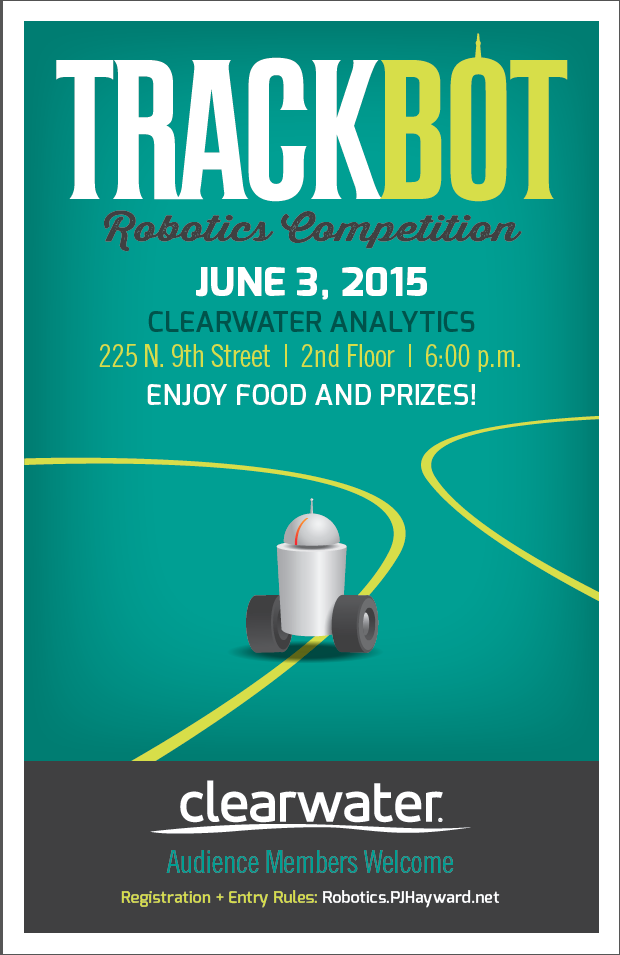 TRACKBOT
Robotics Competition
JUNE 3, 2015
CLEARWATER ANALYTICS
225 N. 9th Street | 2nd Floor | 6:00 p.m.
ENJOY FOOD AND PRIZES!
clearwater.
Audience Members Welcome
Registration + Entry Rules: Robotics.PJHayward.net